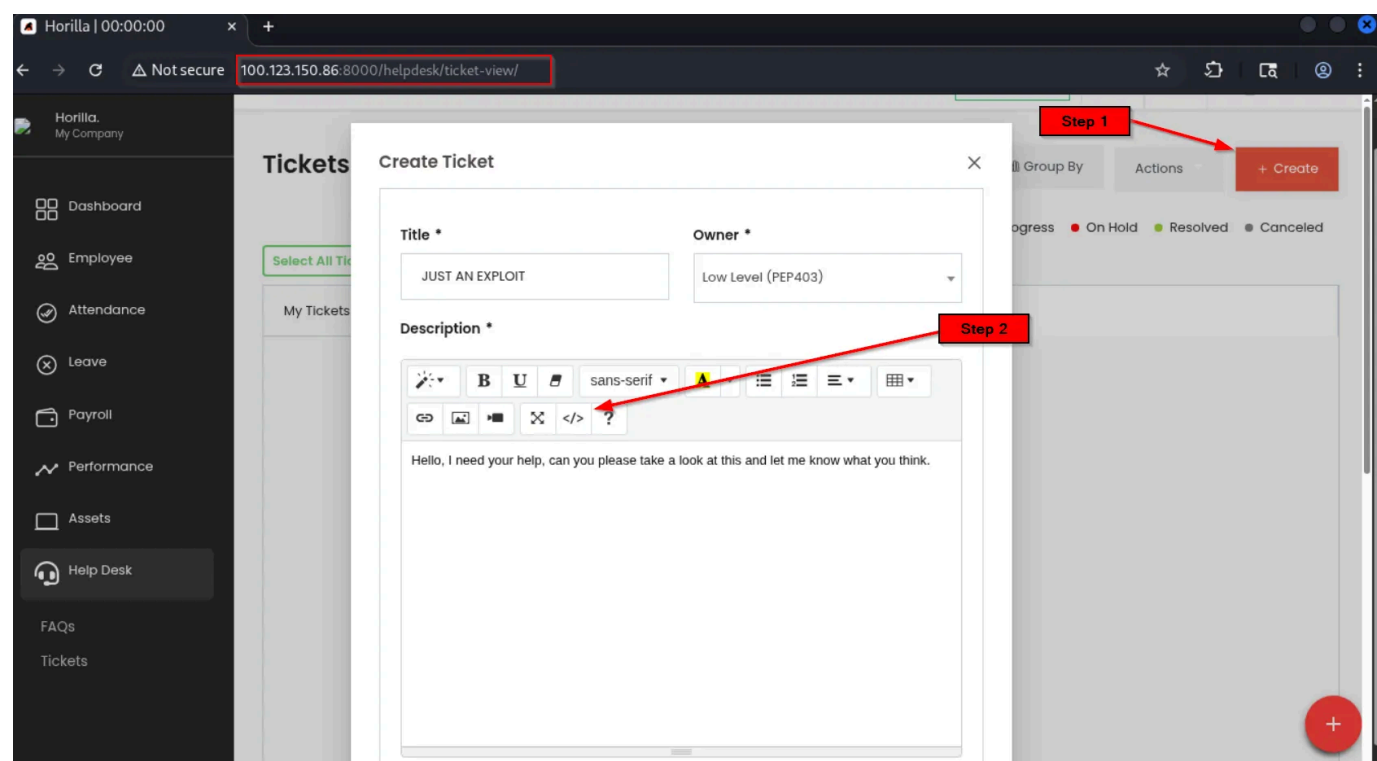 Horilla | 00:00:00
Not secure
100.123.150.86:8000/helpdesk/ticket-view/
Horilla.
My Company
Dashboard
Employee
Attendance
Leave
Payroll
Performance
Assets
Help Desk
FAQs
Tickets
Tickets
Step 1
Group By
Actions
+ Create
ogress
On Hold
Resolved
Canceled
Select All Tic
My Tickets
Create Ticket
Title *
Owner *
JUST AN EXPLOIT
Low Level (PEP403)
Description *
Step 2
B U sans-serif A
</> ?
Hello, I need your help, can you please take a look at this and let me know what you think.